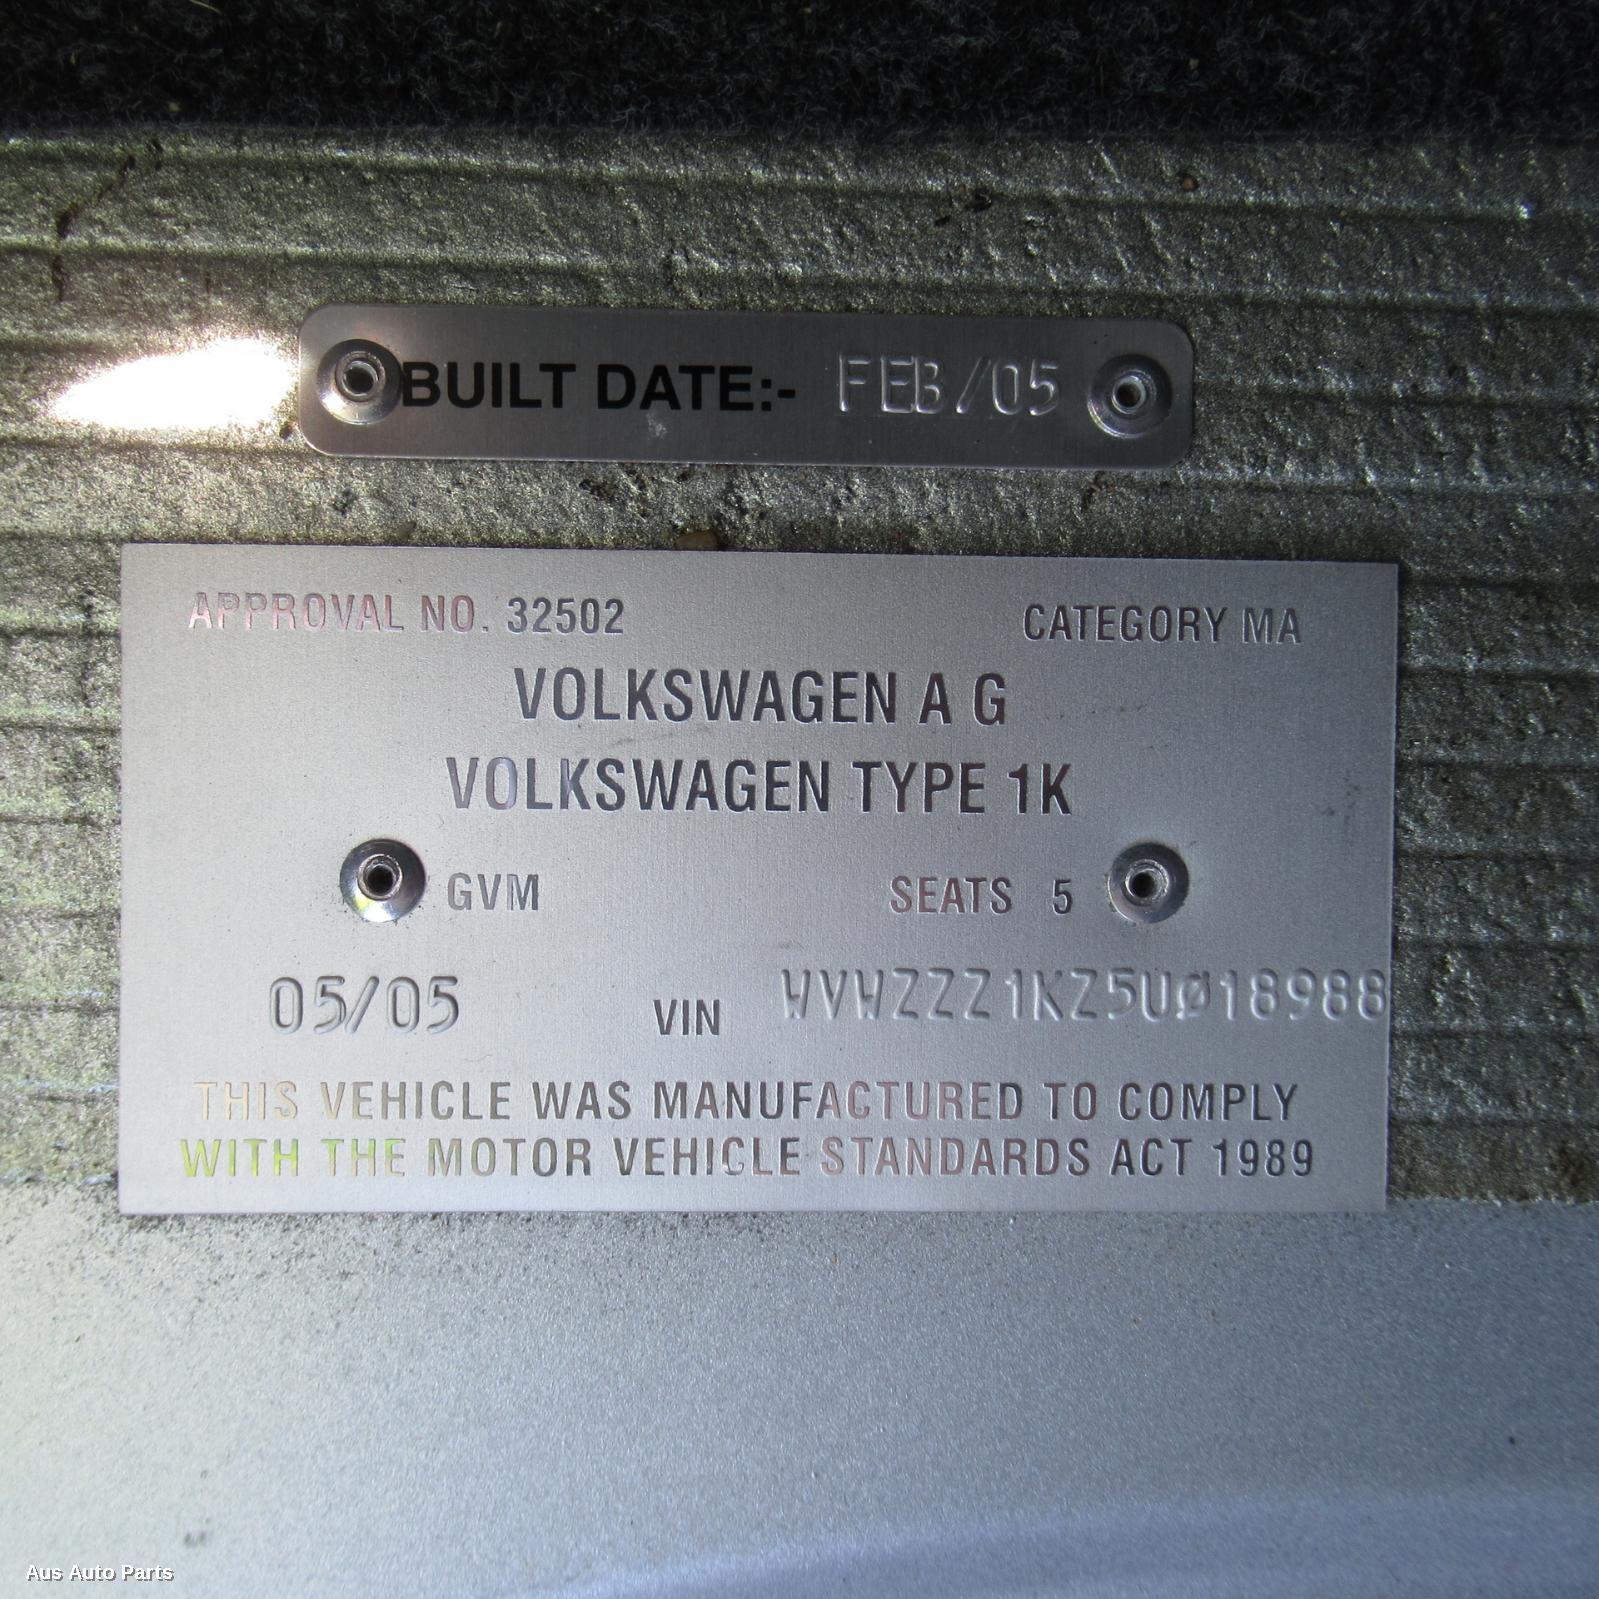 BUILT DATE:- FEB/05
APPROVAL NO. 32502 CATEGORY MA
VOLKSWAGEN A G
VOLKSWAGEN TYPE 1K
GVM SEATS 5
05/05 VIN WVWZZZ1KZ5UØ18988
THIS VEHICLE WAS MANUFACTURED TO COMPLY
WITH THE MOTOR VEHICLE STANDARDS ACT 1989
Aus Auto Parts